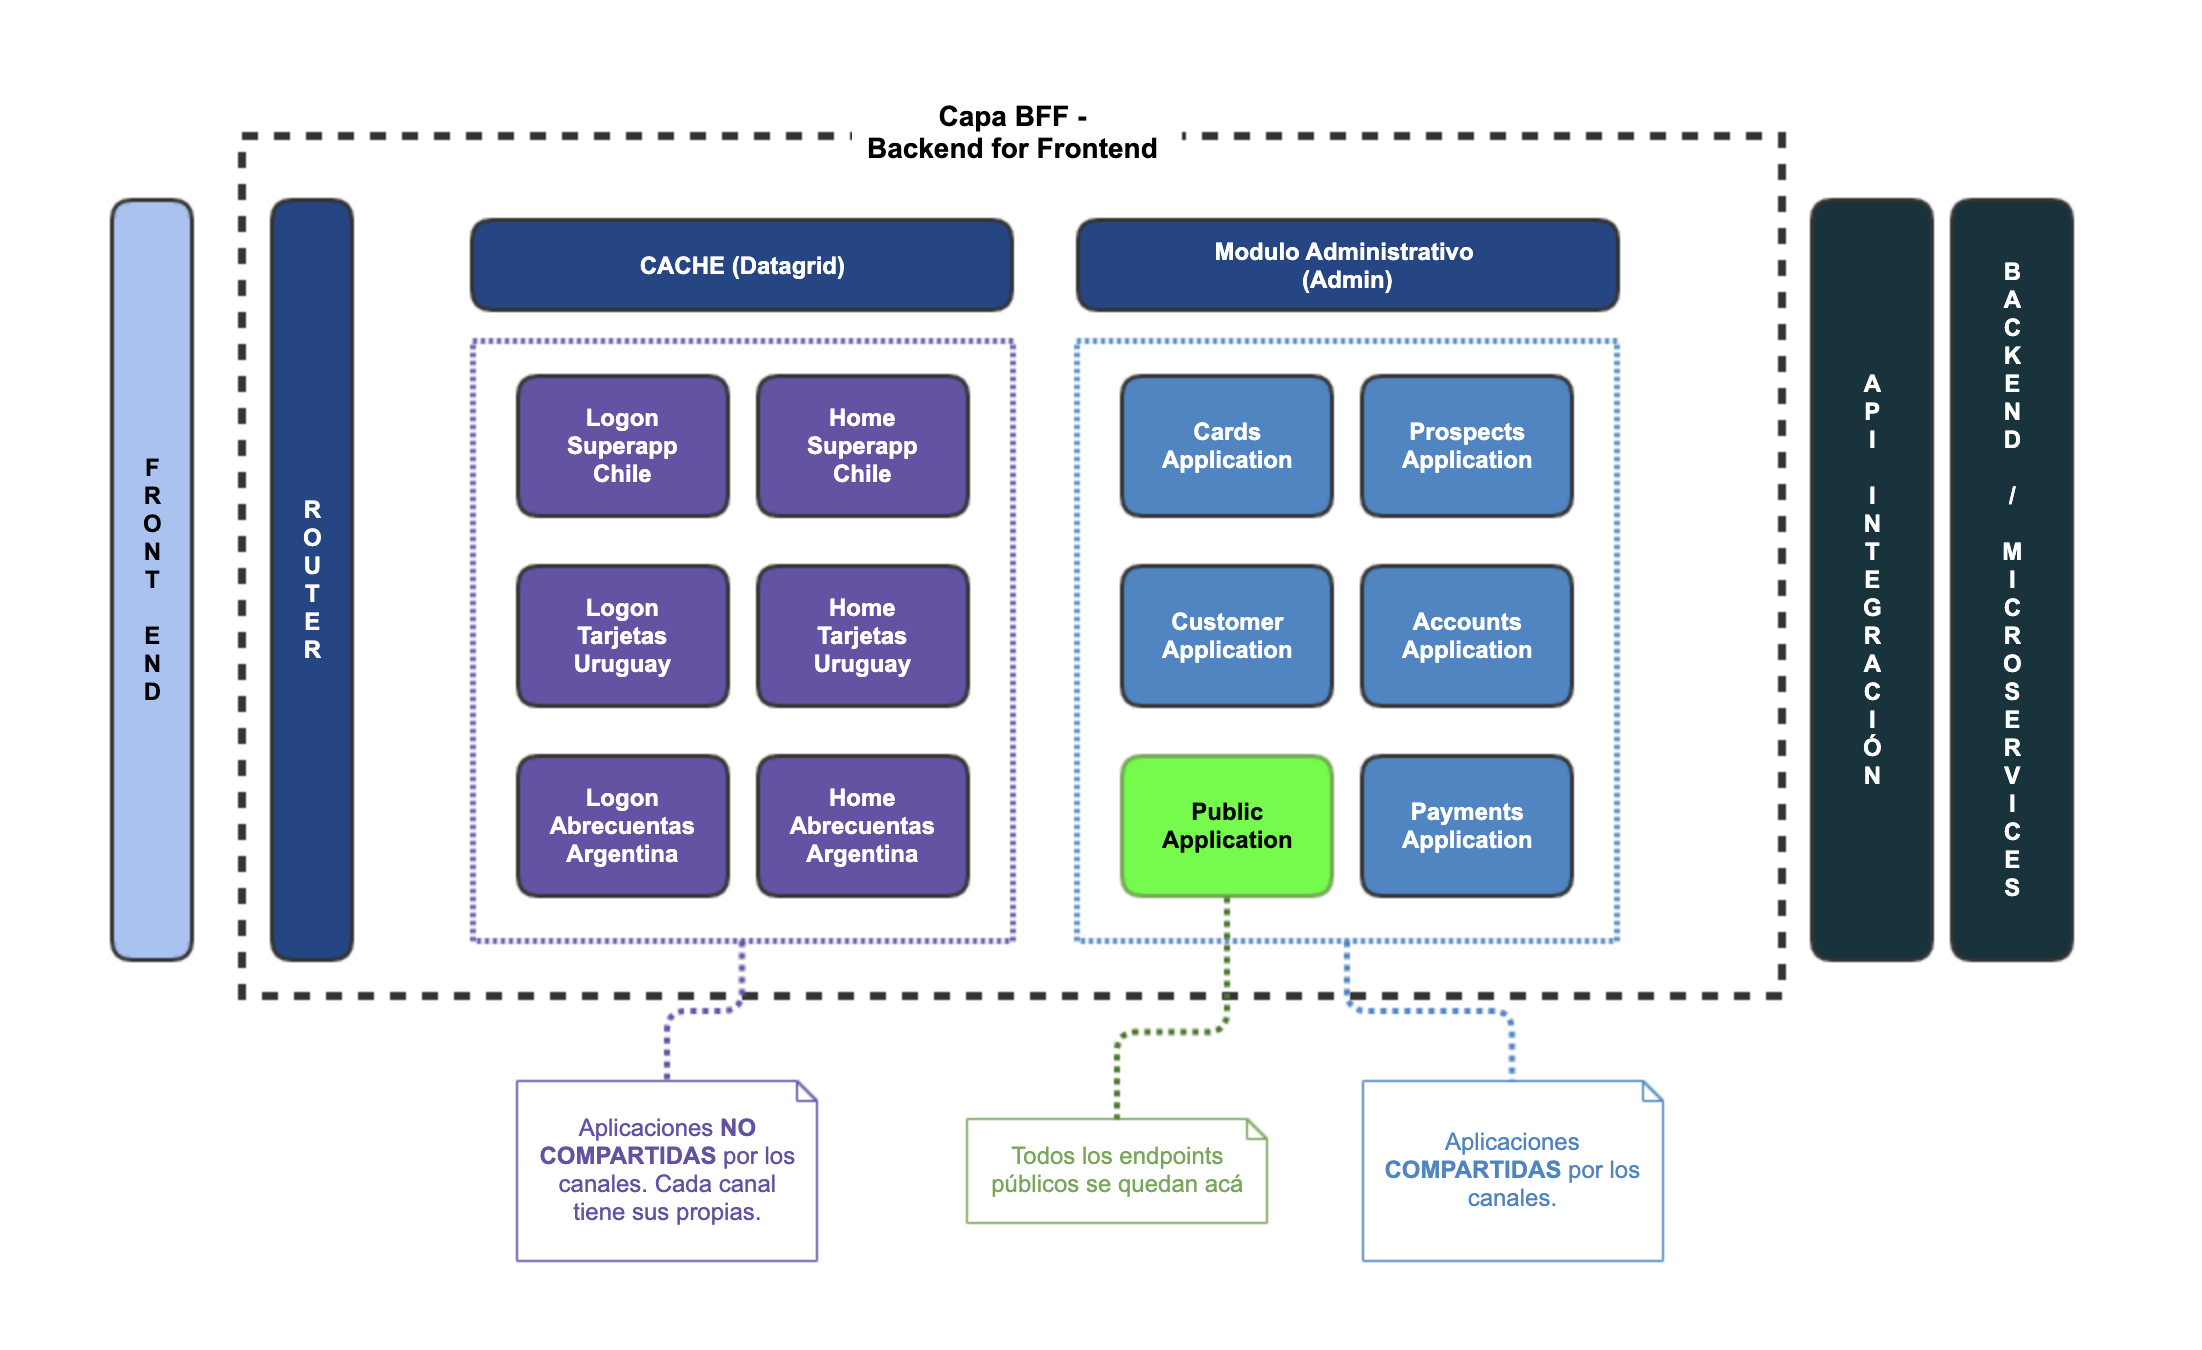 Capa BFF -
Backend for Frontend
FRONT END
ROUTER
CACHE (Datagrid)
Modulo Administrativo
(Admin)
Logon
Superapp
Chile
Home
Superapp
Chile
Logon
Tarjetas
Uruguay
Home
Tarjetas
Uruguay
Logon
Abrecuentas
Argentina
Home
Abrecuentas
Argentina
Cards
Application
Prospects
Application
Customer
Application
Accounts
Application
Public
Application
Payments
Application
API INTEGRACIÓN
BACKEND / MICROSERVICES
Aplicaciones NO
COMPARTIDAS por los
canales. Cada canal
tiene sus propias.
Todos los endpoints
públicos se quedan acá
Aplicaciones
COMPARTIDAS por los
canales.